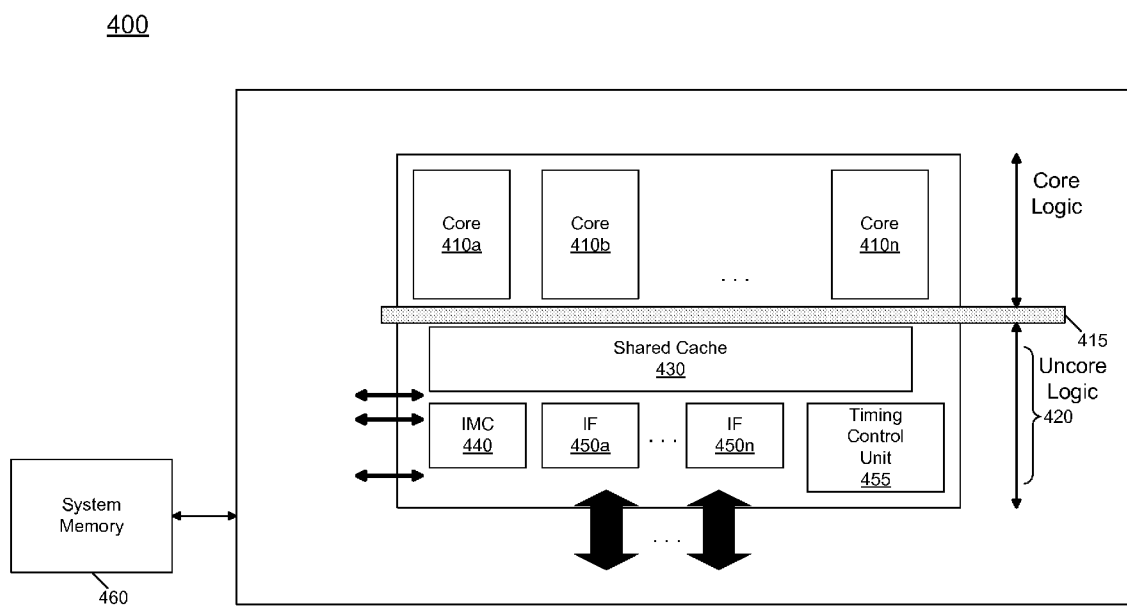 400
Core
410a
Core
410b
. . .
Core
410n
Core
Logic
415
Shared Cache
430
Uncore
Logic
420
IMC
440
IF
450a
. . .
IF
450n
Timing
Control
Unit
455
System
Memory
460
. . .